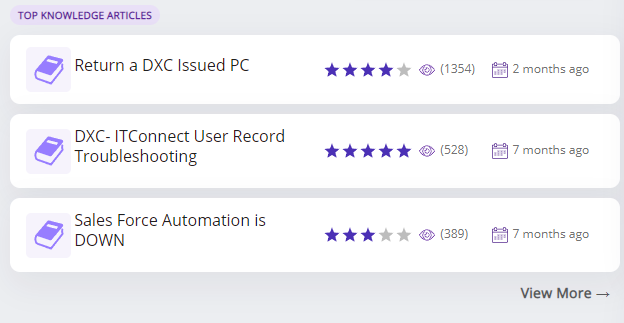 TOP KNOWLEDGE ARTICLES
Return a DXC Issued PC
(1354)
2 months ago
DXC- ITConnect User Record
Troubleshooting
(528)
7 months ago
Sales Force Automation is
DOWN
(389)
7 months ago
View More →